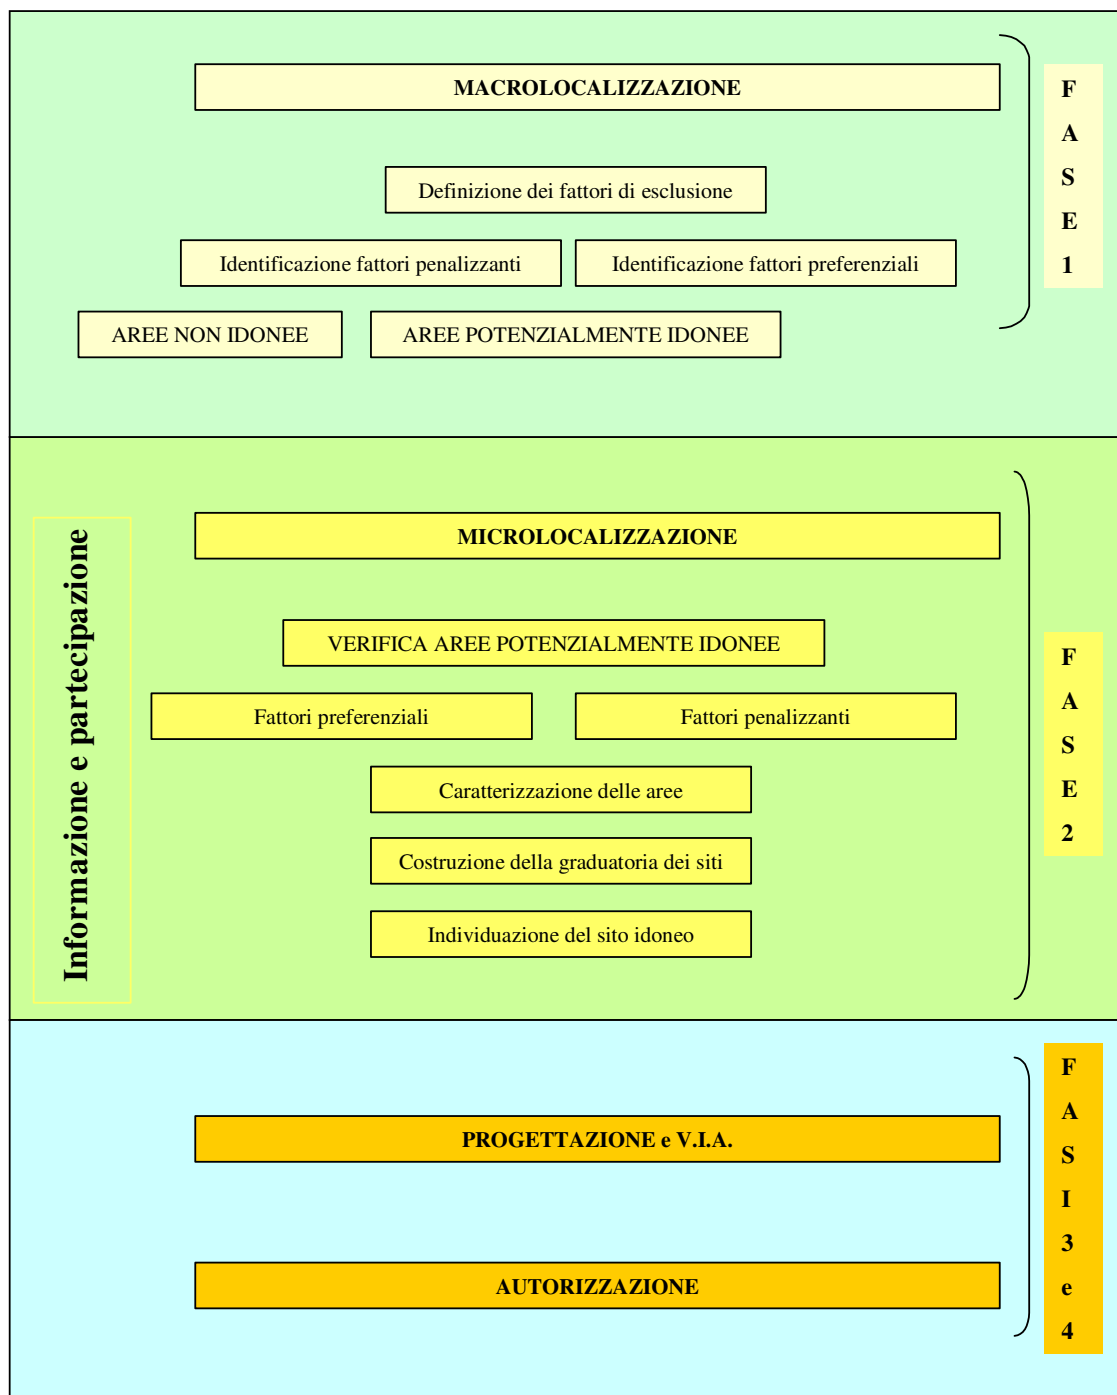 MACROLOCALIZZAZIONE
Definizione dei fattori di esclusione
Identificazione fattori penalizzanti
Identificazione fattori preferenziali
AREE NON IDONEE
AREE POTENZIALMENTE IDONEE
F
A
S
E
1
Informazione e partecipazione
MICROLOCALIZZAZIONE
VERIFICA AREE POTENZIALMENTE IDONEE
Fattori preferenziali
Fattori penalizzanti
Caratterizzazione delle aree
Costruzione della graduatoria dei siti
Individuazione del sito idoneo
F
A
S
E
2
PROGETTAZIONE e V.I.A.
AUTORIZZAZIONE
F
A
S
I
3
e
4